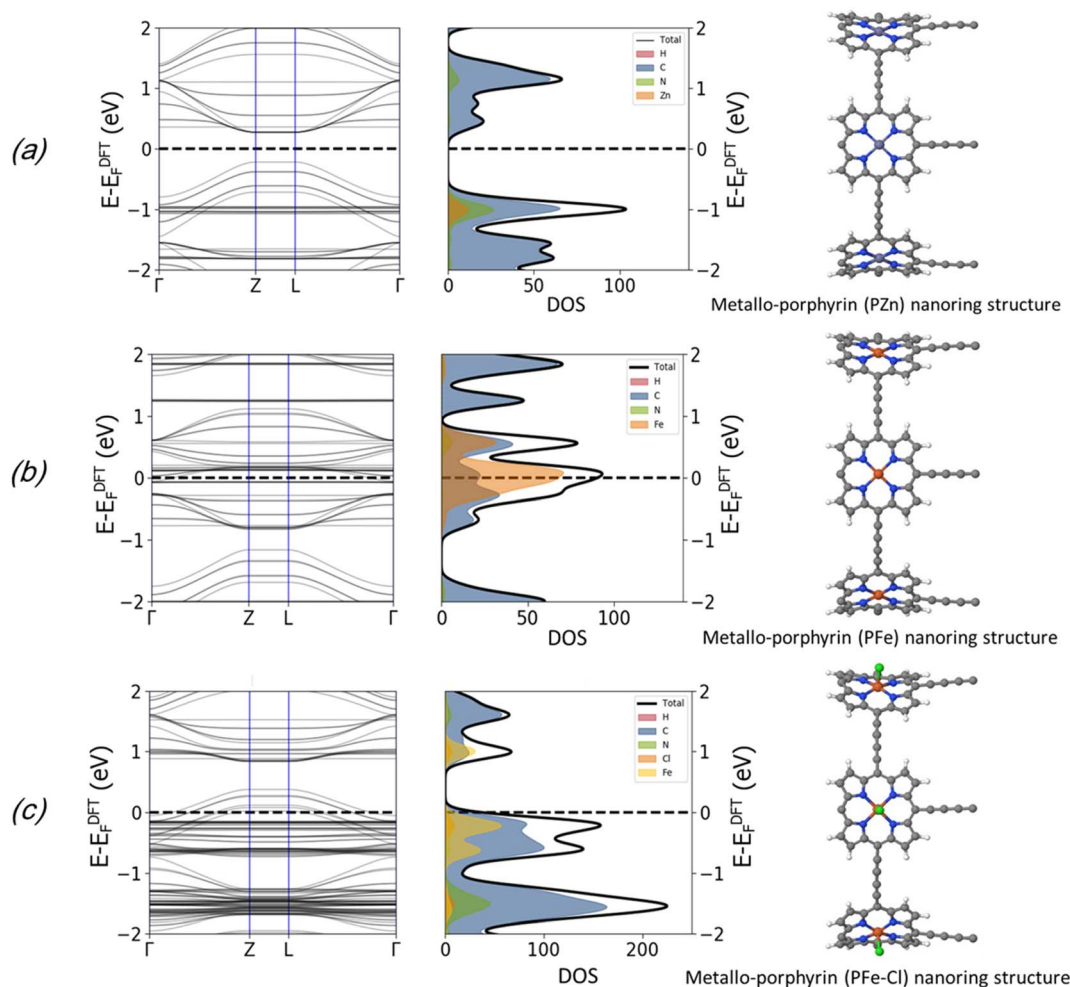 (a)
E-E_F^DFT (eV)
2
1
0
−1
−2
Γ
Z
L
Γ
Total
H
C
N
Zn
0
50
100
DOS
2
1
0
−1
−2
E-E_F^DFT (eV)
Metallo-porphyrin (PZn) nanoring structure
(b)
E-E_F^DFT (eV)
2
1
0
−1
−2
Γ
Z
L
Γ
Total
H
C
N
Fe
0
50
100
DOS
2
1
0
−1
−2
E-E_F^DFT (eV)
Metallo-porphyrin (PFe) nanoring structure
(c)
E-E_F^DFT (eV)
2
1
0
−1
−2
Γ
Z
L
Γ
Total
H
C
N
Cl
Fe
0
100
200
DOS
2
1
0
−1
−2
E-E_F^DFT (eV)
Metallo-porphyrin (PFe-Cl) nanoring structure